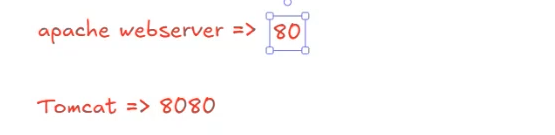 apache webserver => 80
Tomcat => 8080